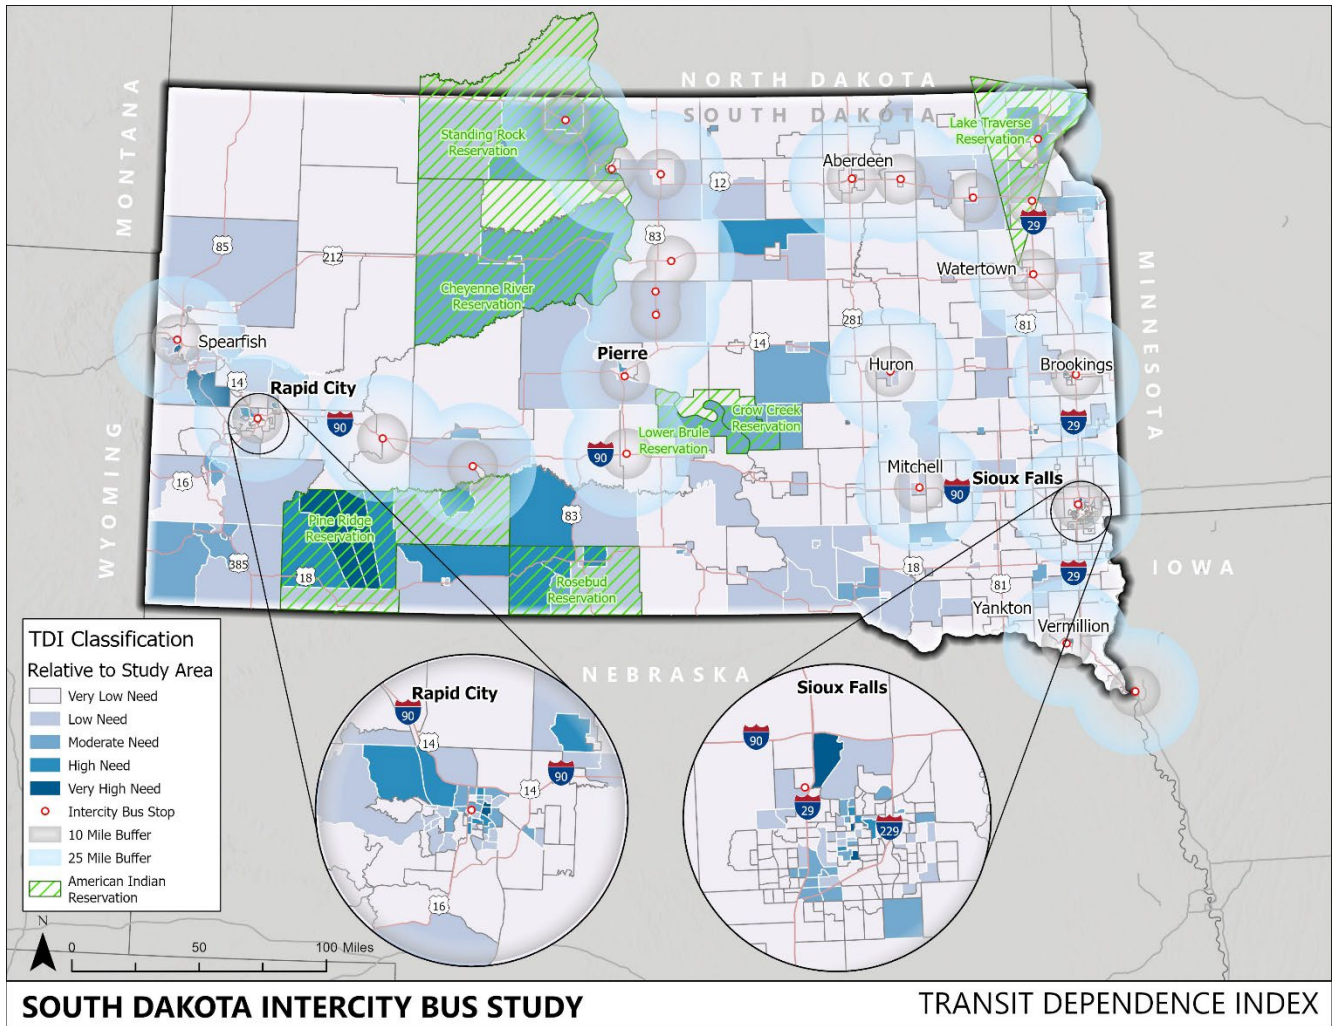 NORTH DAKOTA
SOUTH DAKOTA
MONTANA
Standing Rock
Reservation
Lake Traverse
Reservation
Aberdeen
12
29
85
212
83
Watertown
MINNESOTA
Cheyenne River
Reservation
281
81
Spearfish
14
Pierre
14
Huron
Brookings
Rapid City
90
29
Crow Creek
Reservation
Lower Brule
Reservation
90
WYOMING
16
Mitchell
90
Sioux Falls
Pine Ridge
Reservation
83
385
18
Rosebud
Reservation
18
81
29
IOWA
Yankton
Vermillion
NEBRASKA
TDI Classification
Relative to Study Area
Very Low Need
Low Need
Moderate Need
High Need
Very High Need
Intercity Bus Stop
10 Mile Buffer
25 Mile Buffer
American Indian
Reservation
Rapid City
90
14
90
14
16
Sioux Falls
90
29
229
N
0 50 100 Miles
SOUTH DAKOTA INTERCITY BUS STUDY
TRANSIT DEPENDENCE INDEX